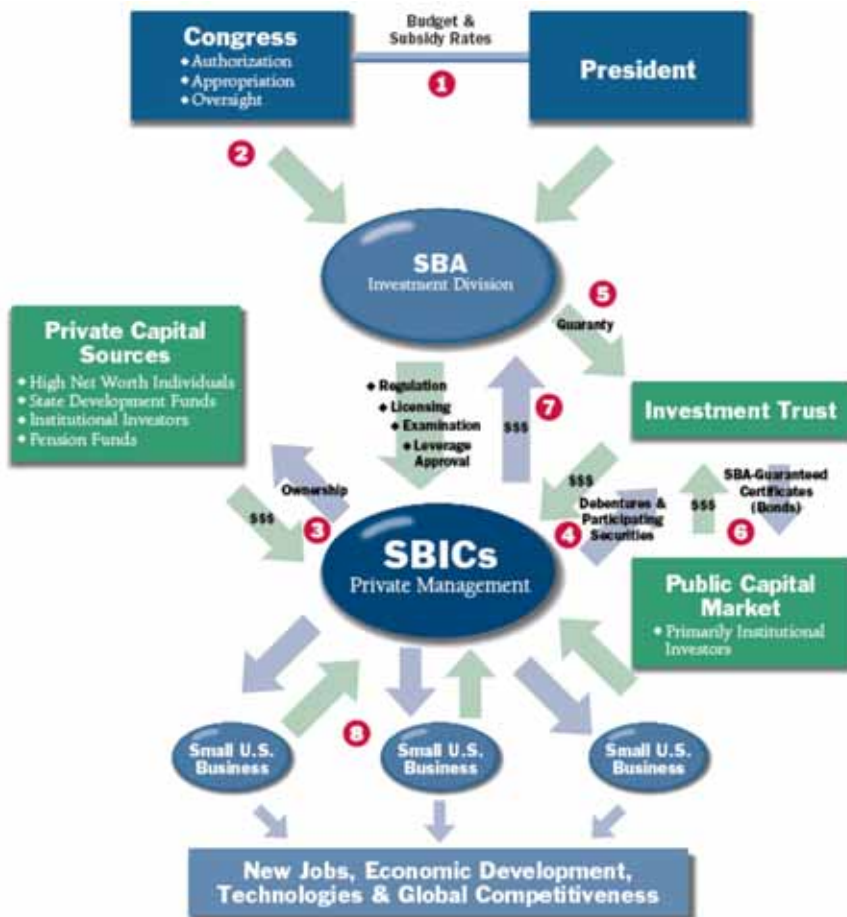 Budget &
Subsidy Rates
Congress
◆ Authorization
◆ Appropriation
◆ Oversight
1
President
2
SBA
Investment Division
5
Guaranty
Private Capital
Sources
◆ High Net Worth Individuals
◆ State Development Funds
◆ Institutional Investors
◆ Pension Funds
◆ Regulation
◆ Licensing
◆ Examination
◆ Leverage
Approval
$$$
7
Investment Trust
Ownership
$$$
3
$$$
Debentures &
Participating
Securities
4
$$$
SBA-Guaranteed
Certificates
(Bonds)
6
SBICs
Private Management
Public Capital
Market
◆ Primarily Institutional
Investors
8
Small U.S.
Business
Small U.S.
Business
Small U.S.
Business
New Jobs, Economic Development,
Technologies & Global Competitiveness